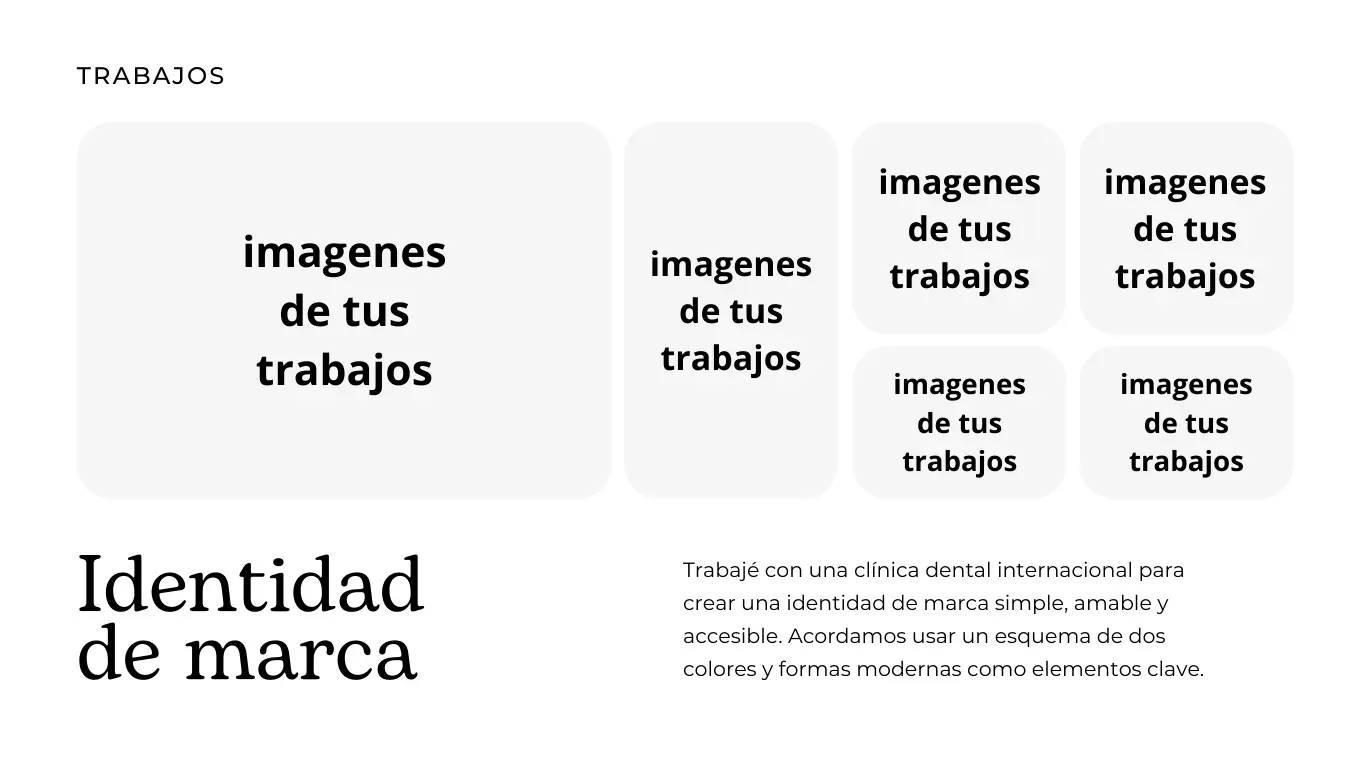 TRABAJOS
imagenes
de tus
trabajos
imagenes
de tus
trabajos
imagenes
de tus
trabajos
imagenes
de tus
trabajos
imagenes
de tus
trabajos
imagenes
de tus
trabajos
Identidad
de marca
Trabajé con una clínica dental internacional para
crear una identidad de marca simple, amable y
accesible. Acordamos usar un esquema de dos
colores y formas modernas como elementos clave.